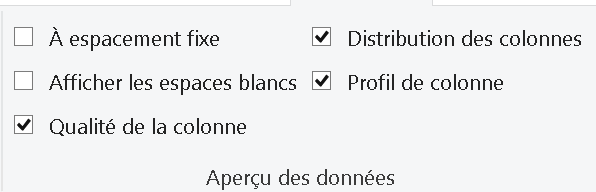 À espacement fixe
Afficher les espaces blancs
Qualité de la colonne
Distribution des colonnes
Profil de colonne
Aperçu des données